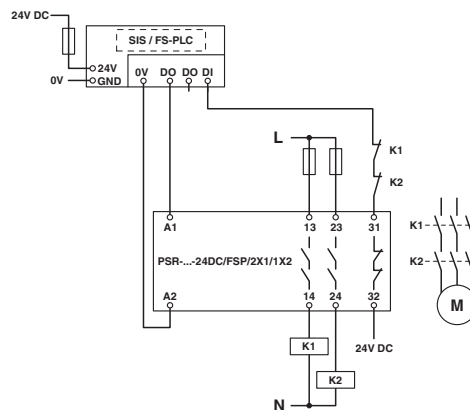 24V DC
SIS / FS-PLC
24V
0V
GND
0V DO DO DI
K1
L
K2
A1 13 23 31
PSR-...-24DC/FSP/2X1/1X2
K1
K2
A2 14 24 32
M
K1
24V DC
K2
N